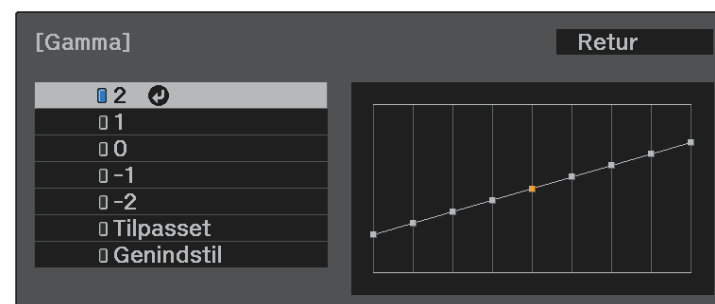 [Gamma]
Retur
2
1
0
-1
-2
Tilpasset
Genindstil